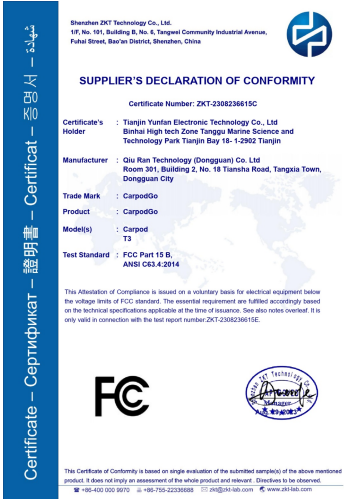 Shenzhen ZKT Technology Co., Ltd.
1/F, No. 101, Building B, No. 6, Tangwei Community Industrial Avenue,
Fuhai Street, Bao'an District, Shenzhen, China
SUPPLIER'S DECLARATION OF CONFORMITY
Certificate Number: ZKT-2308236615C
Certificate's Holder : Tianjin Yunfan Electronic Technology Co., Ltd
Binhai High tech Zone Tanggu Marine Science and
Technology Park Tianjin Bay 18- 1-2902 Tianjin
Manufacturer : Qiu Ran Technology (Dongguan) Co. Ltd
Room 301, Building 2, No. 18 Tiansha Road, Tangxia Town,
Dongguan City
Trade Mark : CarpodGo
Product : CarpodGo
Model(s) : Carpod
T3
Test Standard : FCC Part 15 B,
ANSI C63.4:2014
This Attestation of Compliance is issued on a voluntary basis for electrical equipment below
the voltage limits of FCC standard. The essential requirement are fulfilled accordingly based
on the technical specifications applicable at the time of issuance. See also notes overleaf. It is
only valid in connection with the test report number:ZKT-2308236615E.
FCC
Shenzhen ZKT Technology Co.
Manager
This Certificate of Conformity is based on single evaluation of the submitted sample(s) of the above mentioned
product. It does not imply an assessment of the whole product and relevant . Directives to be observed.
+86-400 000 9970 +86-755-22336688 zkt@zkt-lab.com www.zkt-lab.com
Certificate – Сертификат – 證明書 – Certificat – 증명서 – شهادة